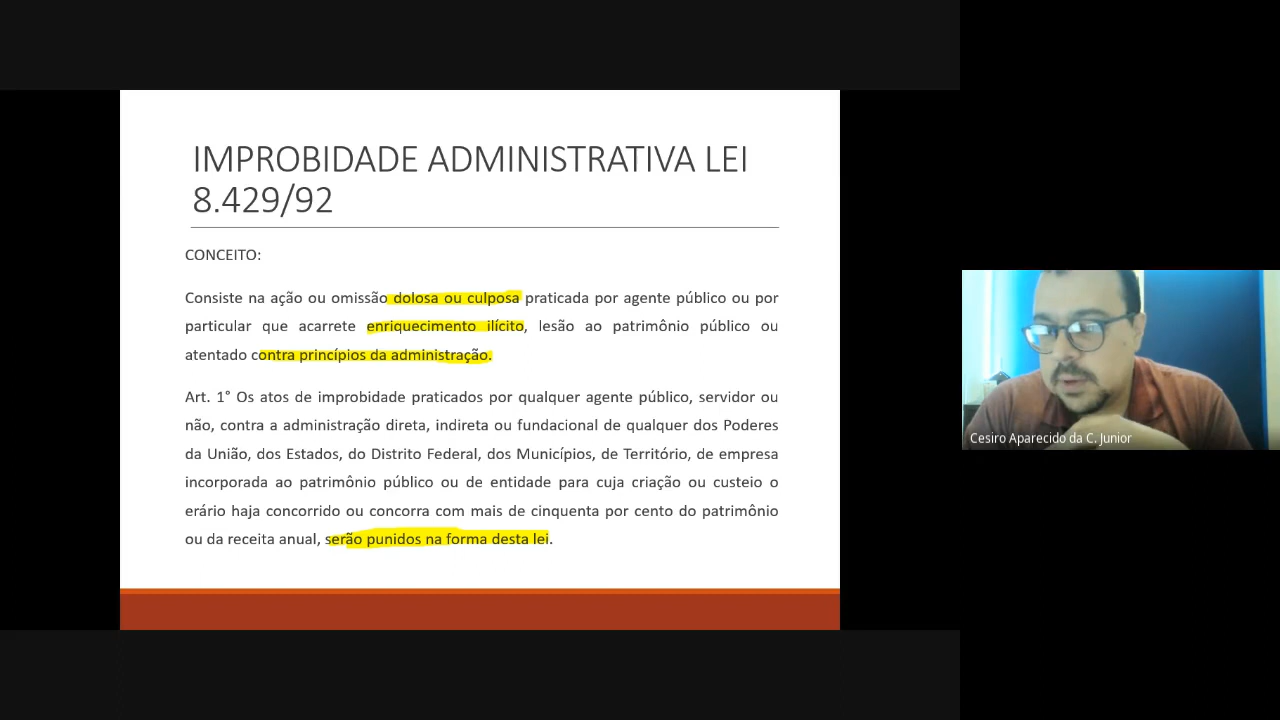 IMPROBIDADE ADMINISTRATIVA LEI
8.429/92
CONCEITO:
Consiste na ação ou omissão dolosa ou culposa praticada por agente público ou por
particular que acarrete enriquecimento ilícito, lesão ao patrimônio público ou
atentado contra princípios da administração.
Art. 1° Os atos de improbidade praticados por qualquer agente público, servidor ou
não, contra a administração direta, indireta ou fundacional de qualquer dos Poderes
da União, dos Estados, do Distrito Federal, dos Municípios, de Território, de empresa
incorporada ao patrimônio público ou de entidade para cuja criação ou custeio o
erário haja concorrido ou concorra com mais de cinquenta por cento do patrimônio
ou da receita anual, serão punidos na forma desta lei.
Cesiro Aparecido da C. Junior